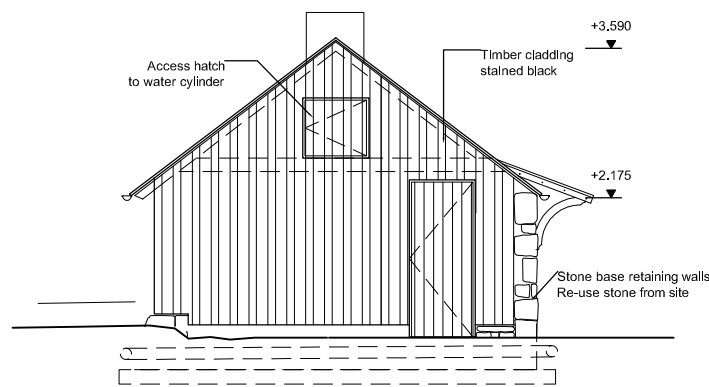 +3.590
Access hatch
to water cylinder
Timber cladding
stained black
+2.175
Stone base retaining walls
Re-use stone from site